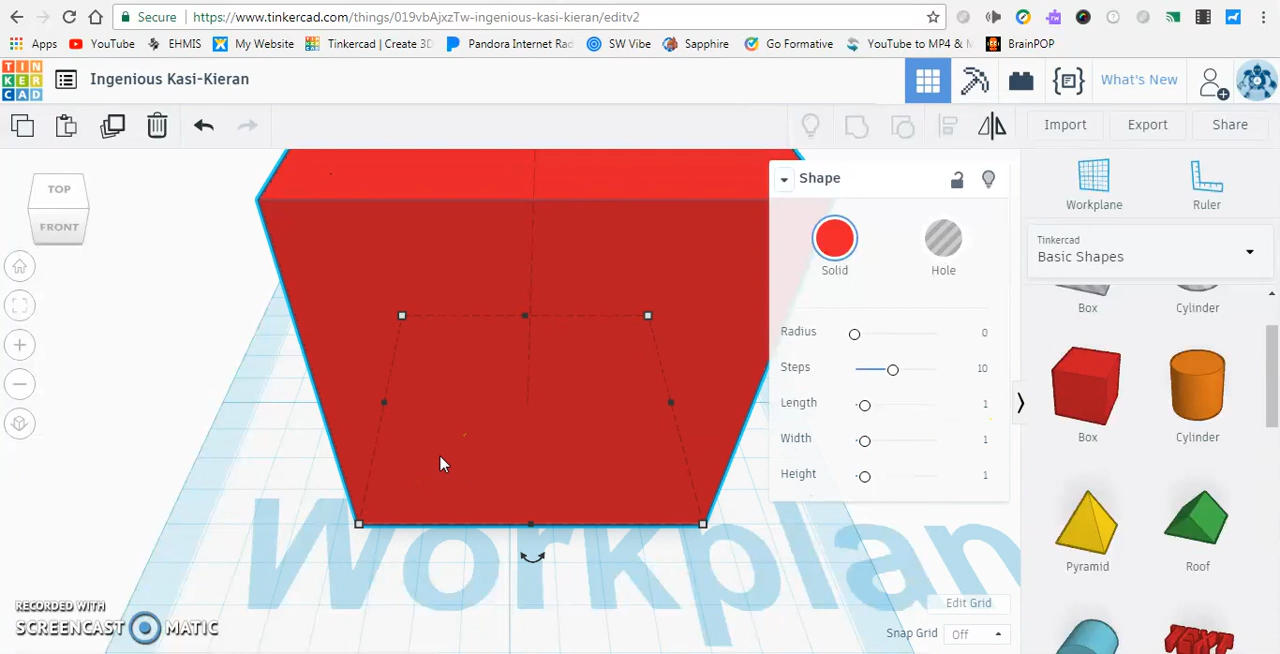 Secure https://www.tinkercad.com/things/019vbAjxzTw-ingenious-kasi-kieran/editv2
Apps YouTube EHMIS My Website Tinkercad | Create 3D Pandora Internet Rad SW Vibe Sapphire Go Formative YouTube to MP4 & M BrainPOP
TIN
KER
CAD
Ingenious Kasi-Kieran
What's New
Import Export Share
TOP
FRONT
Shape
Solid Hole
Radius 0
Steps 10
Length 1
Width 1
Height 1
Workplane Ruler
Tinkercad
Basic Shapes
Box Cylinder
Box Cylinder
Pyramid Roof
TEXT
Workplan
Edit Grid
Snap Grid Off
RECORDED WITH
SCREENCAST MATIC